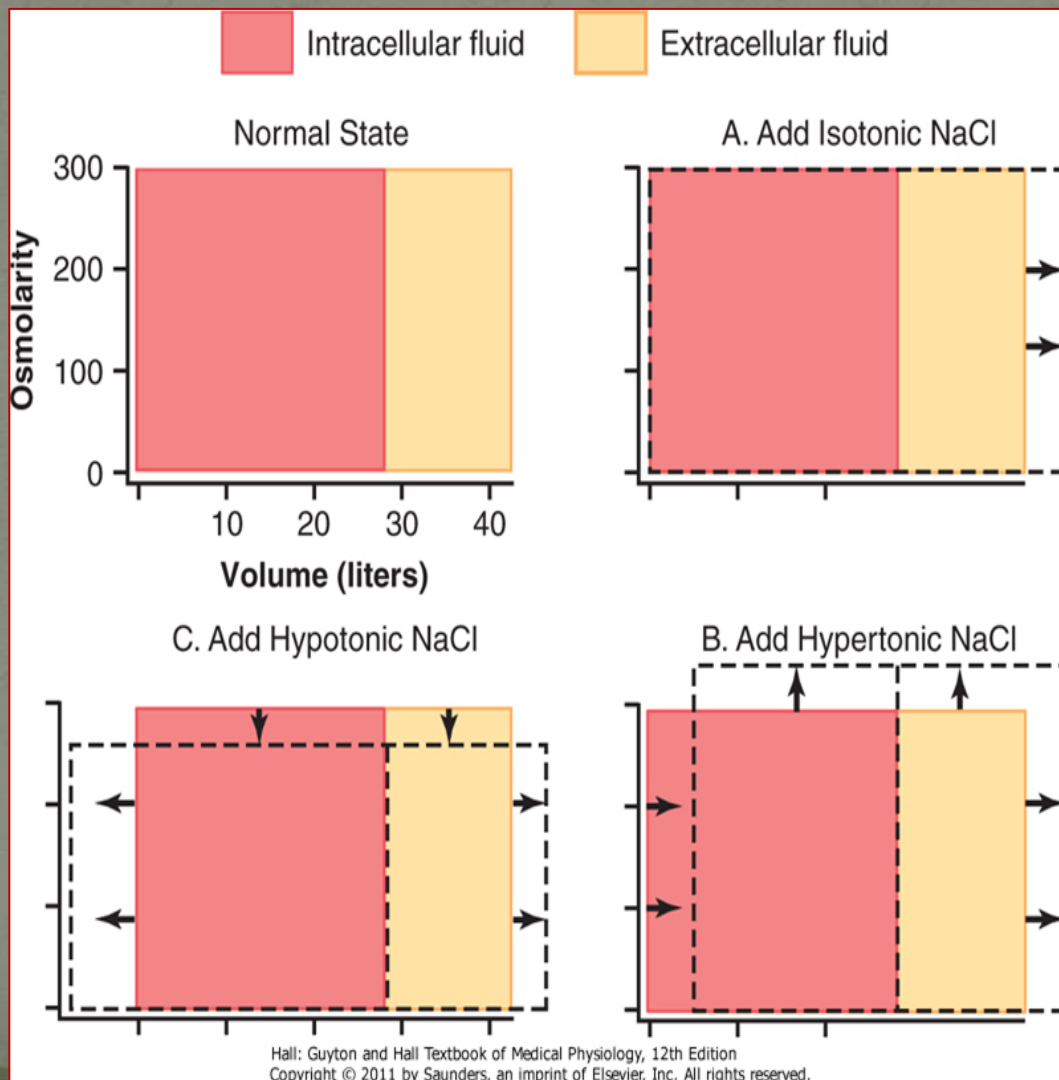 Intracellular fluid
Extracellular fluid
Normal State
A. Add Isotonic NaCl
300
200
100
0
Osmolarity
10 20 30 40
Volume (liters)
C. Add Hypotonic NaCl
B. Add Hypertonic NaCl
Hall: Guyton and Hall Textbook of Medical Physiology, 12th Edition
Copyright © 2011 by Saunders, an imprint of Elsevier, Inc. All rights reserved.